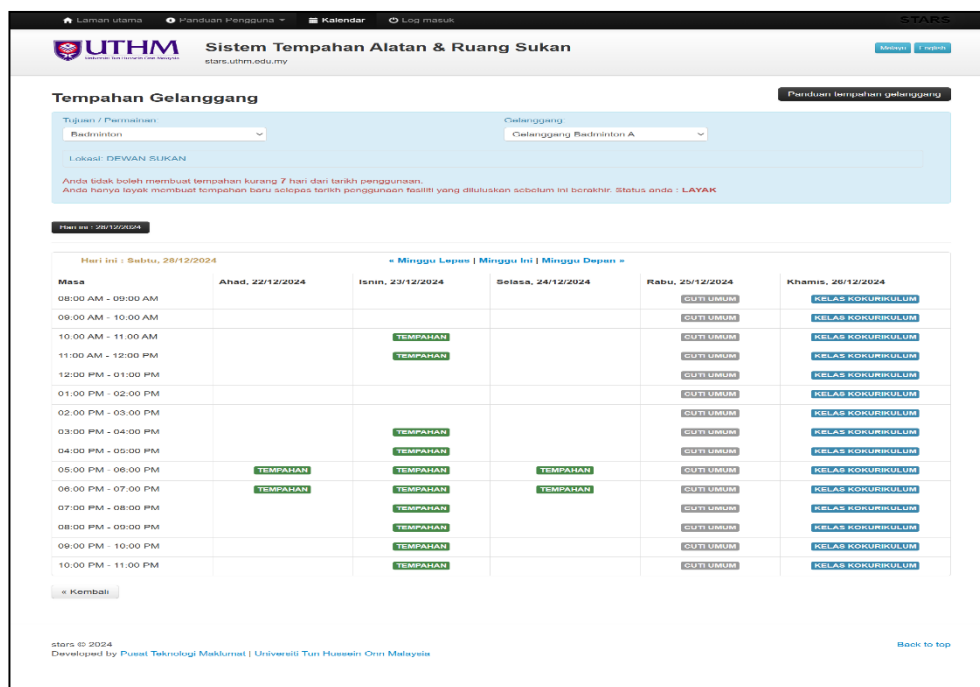 Laman utama Panduan Pengguna Kalendar Log masuk STARS
UTHM Sistem Tempahan Alatan & Ruang Sukan
Universiti Tun Hussein Onn Malaysia stars.uthm.edu.my Melayu English
Tempahan Gelanggang Panduan tempahan gelanggang
Tujuan / Permainan: Gelanggang:
Badminton Gelanggang Badminton A
Lokasi: DEWAN SUKAN
Anda tidak boleh membuat tempahan kurang 7 hari dari tarikh penggunaan.
Anda hanya layak membuat tempahan baru selepas tarikh penggunaan fasiliti yang diluluskan sebelum ini berakhir. Status anda : LAYAK
Hari ini : 28/12/2024
Hari ini : Sabtu, 28/12/2024 « Minggu Lepas | Minggu Ini | Minggu Depan »
Masa Ahad, 22/12/2024 Isnin, 23/12/2024 Selasa, 24/12/2024 Rabu, 25/12/2024 Khamis, 26/12/2024
08:00 AM - 09:00 AM CUTI UMUM KELAS KOKURIKULUM
09:00 AM - 10:00 AM CUTI UMUM KELAS KOKURIKULUM
10:00 AM - 11:00 AM TEMPAHAN CUTI UMUM KELAS KOKURIKULUM
11:00 AM - 12:00 PM TEMPAHAN CUTI UMUM KELAS KOKURIKULUM
12:00 PM - 01:00 PM CUTI UMUM KELAS KOKURIKULUM
01:00 PM - 02:00 PM CUTI UMUM KELAS KOKURIKULUM
02:00 PM - 03:00 PM CUTI UMUM KELAS KOKURIKULUM
03:00 PM - 04:00 PM TEMPAHAN CUTI UMUM KELAS KOKURIKULUM
04:00 PM - 05:00 PM TEMPAHAN CUTI UMUM KELAS KOKURIKULUM
05:00 PM - 06:00 PM TEMPAHAN TEMPAHAN TEMPAHAN CUTI UMUM KELAS KOKURIKULUM
06:00 PM - 07:00 PM TEMPAHAN TEMPAHAN TEMPAHAN CUTI UMUM KELAS KOKURIKULUM
07:00 PM - 08:00 PM TEMPAHAN CUTI UMUM KELAS KOKURIKULUM
08:00 PM - 09:00 PM TEMPAHAN CUTI UMUM KELAS KOKURIKULUM
09:00 PM - 10:00 PM TEMPAHAN CUTI UMUM KELAS KOKURIKULUM
10:00 PM - 11:00 PM TEMPAHAN CUTI UMUM KELAS KOKURIKULUM
« Kembali
stars © 2024 Back to top
Developed by Pusat Teknologi Maklumat | Universiti Tun Hussein Onn Malaysia